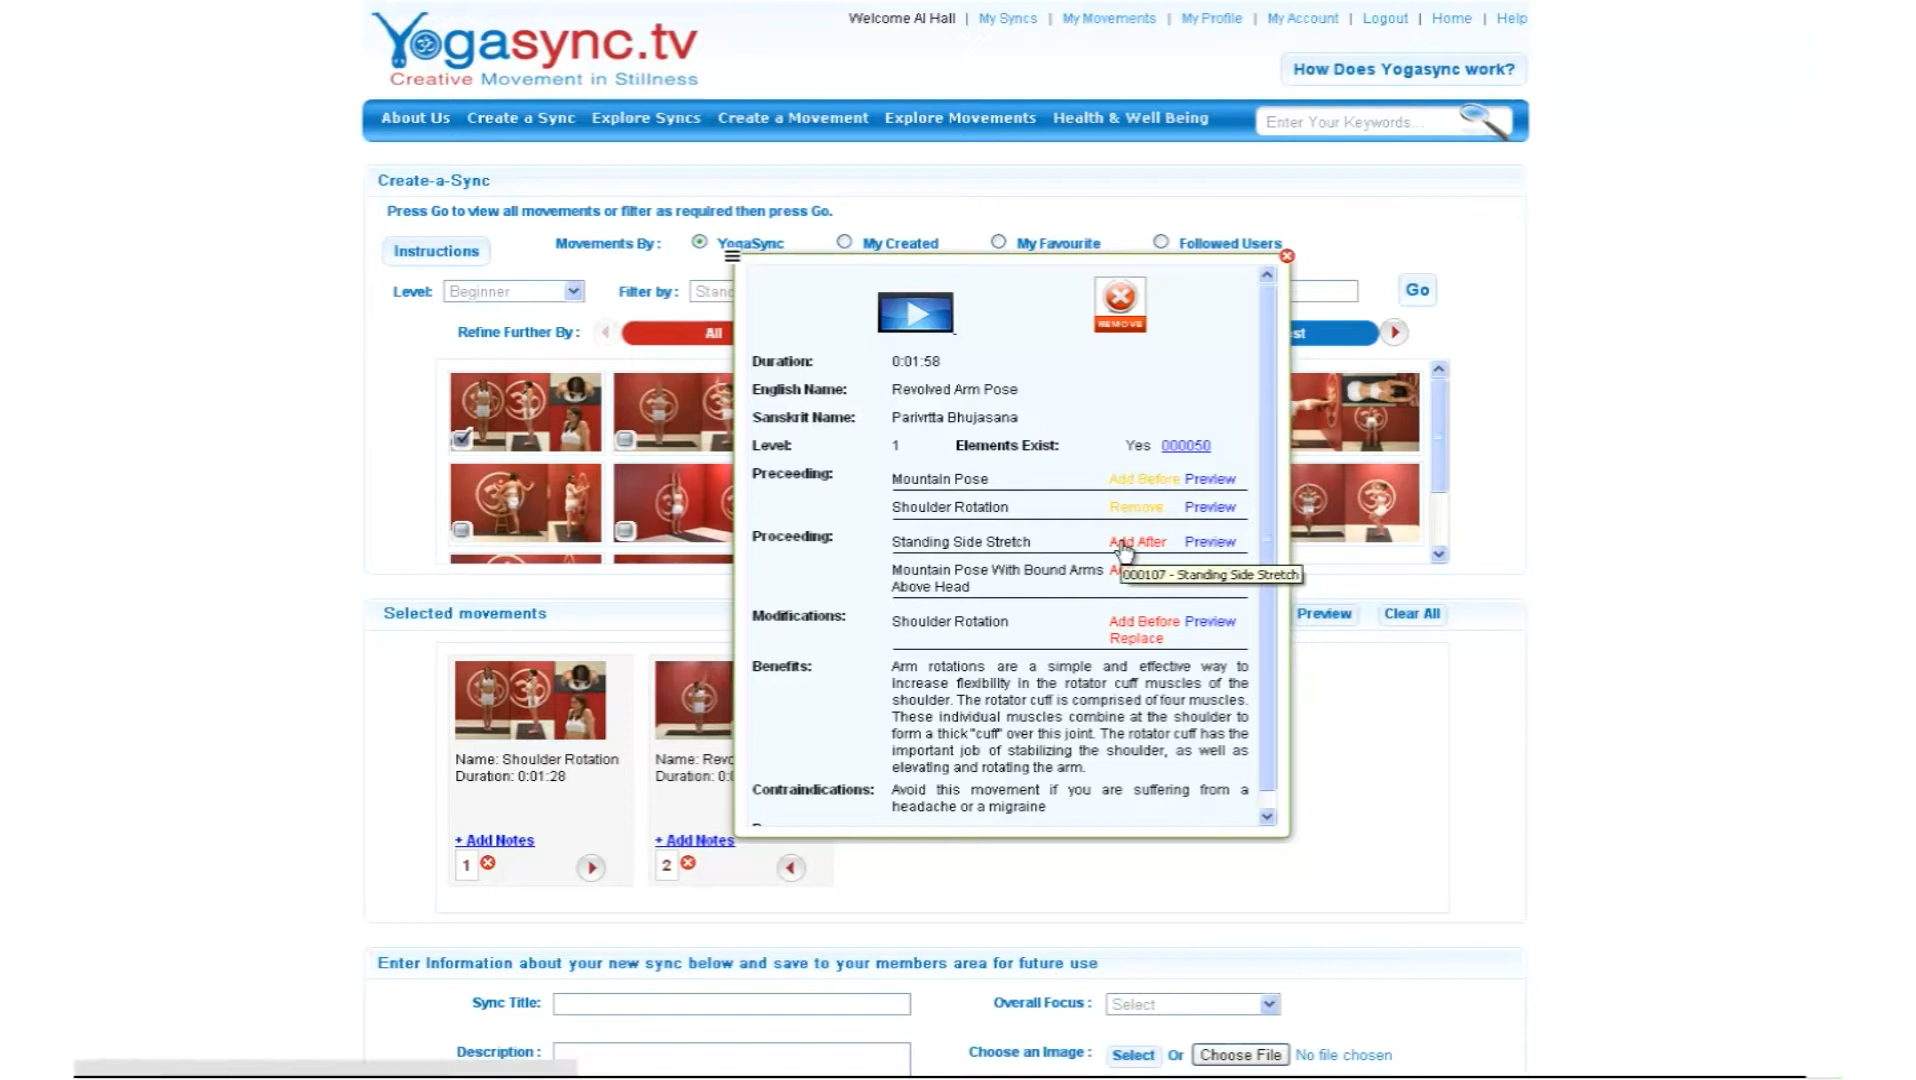 Yogasync.tv
Creative Movement in Stillness
Welcome Al Hall | My Syncs | My Movements | My Profile | My Account | Logout | Home | Help
How Does Yogasync work?
About Us Create a Sync Explore Syncs Create a Movement Explore Movements Health & Well Being
Enter Your Keywords...
Create-a-Sync
Press Go to view all movements or filter as required then press Go.
Instructions
Movements By : YogaSync My Created My Favourite Followed Users
Level: Beginner Filter by : Stand
Go
Refine Further By : All
REMOVE
Duration: 0:01:58
English Name: Revolved Arm Pose
Sanskrit Name: Parivrtta Bhujasana
Level: 1 Elements Exist: Yes 000050
Preceeding: Mountain Pose Add Before Preview
Shoulder Rotation Remove Preview
Proceeding: Standing Side Stretch Add After Preview
000107 - Standing Side Stretch
Mountain Pose With Bound Arms
Above Head
Modifications: Shoulder Rotation Add Before Preview
Replace
Benefits: Arm rotations are a simple and effective way to
increase flexibility in the rotator cuff muscles of the
shoulder. The rotator cuff is comprised of four muscles.
These individual muscles combine at the shoulder to
form a thick "cuff" over this joint. The rotator cuff has the
important job of stabilizing the shoulder, as well as
elevating and rotating the arm.
Contraindications: Avoid this movement if you are suffering from a
headache or a migraine
Selected movements
Preview Clear All
Name: Shoulder Rotation
Duration: 0:01:28
+ Add Notes
1
Name: Revo
Duration: 0:0
+ Add Notes
2
Enter Information about your new sync below and save to your members area for future use
Sync Title: Overall Focus : Select
Description : Choose an Image : Select Or Choose File No file chosen